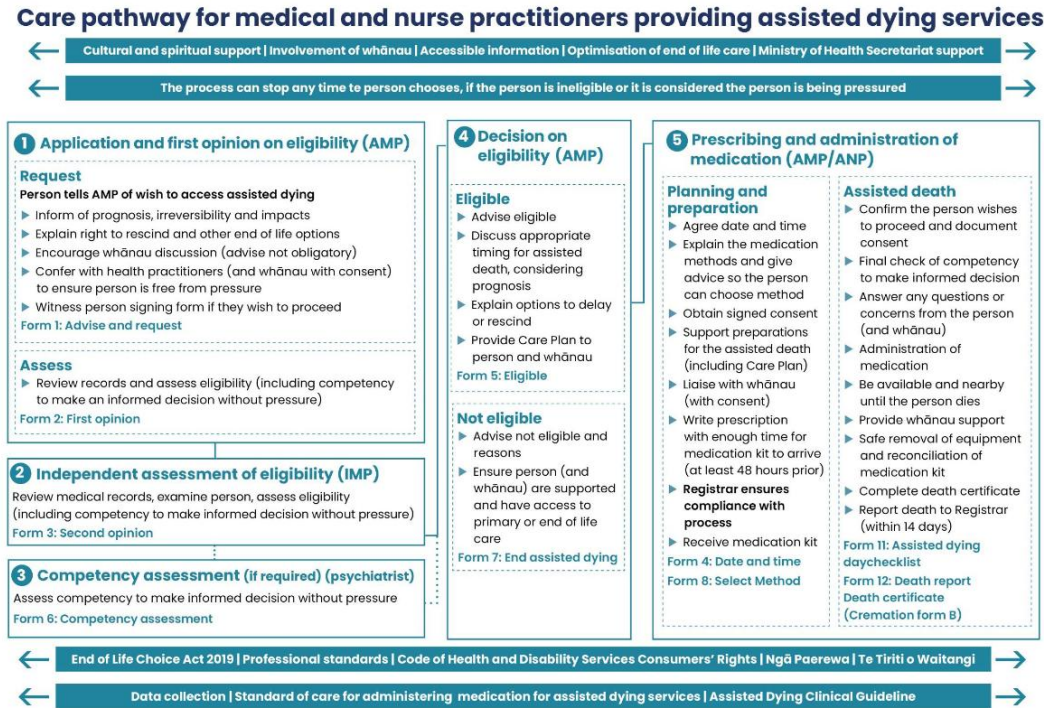 Care pathway for medical and nurse practitioners providing assisted dying services
Cultural and spiritual support | Involvement of whānau | Accessible information | Optimisation of end of life care | Ministry of Health Secretariat support
The process can stop any time te person chooses, if the person is ineligible or it is considered the person is being pressured
1 Application and first opinion on eligibility (AMP)
Request
Person tells AMP of wish to access assisted dying
Inform of prognosis, irreversibility and impacts
Explain right to rescind and other end of life options
Encourage whānau discussion (advise not obligatory)
Confer with health practitioners (and whānau with consent)
to ensure person is free from pressure
Witness person signing form if they wish to proceed
Form 1: Advise and request
Assess
Review records and assess eligibility (including competency
to make an informed decision without pressure)
Form 2: First opinion
2 Independent assessment of eligibility (IMP)
Review medical records, examine person, assess eligibility
(including competency to make informed decision without pressure)
Form 3: Second opinion
3 Competency assessment (if required) (psychiatrist)
Assess competency to make informed decision without pressure
Form 6: Competency assessment
4 Decision on
eligibility (AMP)
Eligible
Advise eligible
Discuss appropriate
timing for assisted
death, considering
prognosis
Explain options to delay
or rescind
Provide Care Plan to
person and whānau
Form 5: Eligible
Not eligible
Advise not eligible and
reasons
Ensure person (and
whānau) are supported
and have access to
primary or end of life
care
Form 7: End assisted dying
5 Prescribing and administration of
medication (AMP/ANP)
Planning and
preparation
Agree date and time
Explain the medication
methods and give
advice so the person
can choose method
Obtain signed consent
Support preparations
for the assisted death
(including Care Plan)
Liaise with whānau
(with consent)
Write prescription
with enough time for
medication kit to arrive
(at least 48 hours prior)
Registrar ensures
compliance with
process
Receive medication kit
Form 4: Date and time
Form 8: Select Method
Assisted death
Confirm the person wishes
to proceed and document
consent
Final check of competency
to make informed decision
Answer any questions or
concerns from the person
(and whānau)
Administration of
medication
Be available and nearby
until the person dies
Provide whānau support
Safe removal of equipment
and reconciliation of
medication kit
Complete death certificate
Report death to Registrar
(within 14 days)
Form 11: Assisted dying
daychecklist
Form 12: Death report
Death certificate
(Cremation form B)
End of Life Choice Act 2019 | Professional standards | Code of Health and Disability Services Consumers' Rights | Ngā Paerewa | Te Tiriti o Waitangi
Data collection | Standard of care for administering medication for assisted dying services | Assisted Dying Clinical Guideline